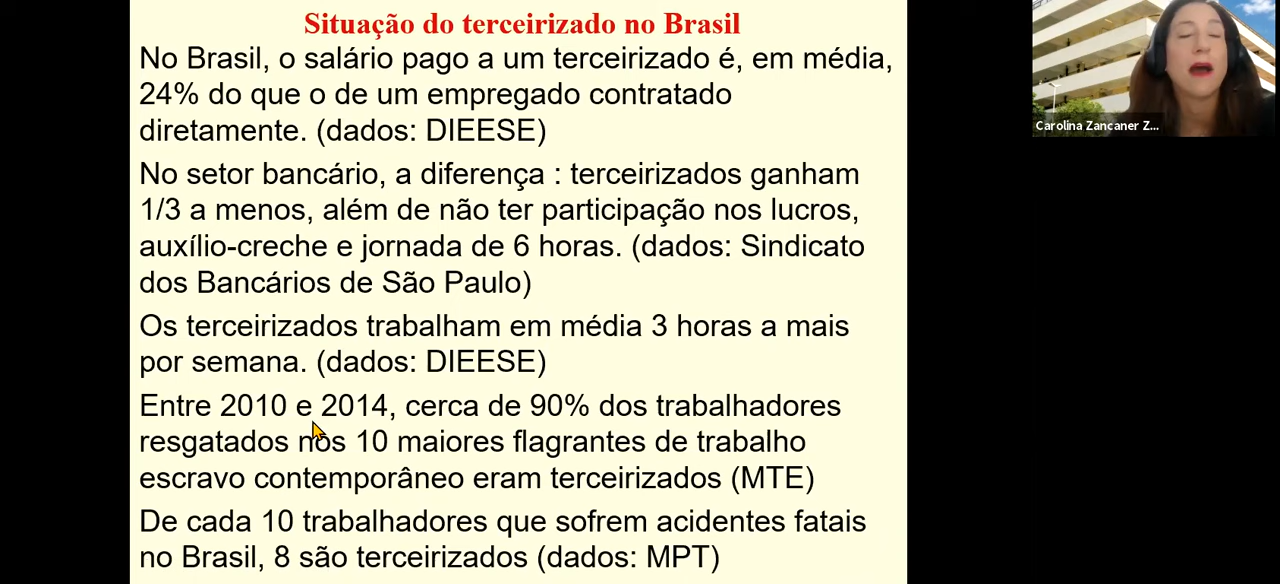 Situação do terceirizado no Brasil
No Brasil, o salário pago a um terceirizado é, em média,
24% do que o de um empregado contratado
diretamente. (dados: DIEESE)
No setor bancário, a diferença : terceirizados ganham
1/3 a menos, além de não ter participação nos lucros,
auxílio-creche e jornada de 6 horas. (dados: Sindicato
dos Bancários de São Paulo)
Os terceirizados trabalham em média 3 horas a mais
por semana. (dados: DIEESE)
Entre 2010 e 2014, cerca de 90% dos trabalhadores
resgatados nos 10 maiores flagrantes de trabalho
escravo contemporâneo eram terceirizados (MTE)
De cada 10 trabalhadores que sofrem acidentes fatais
no Brasil, 8 são terceirizados (dados: MPT)
Carolina Zancaner Z...